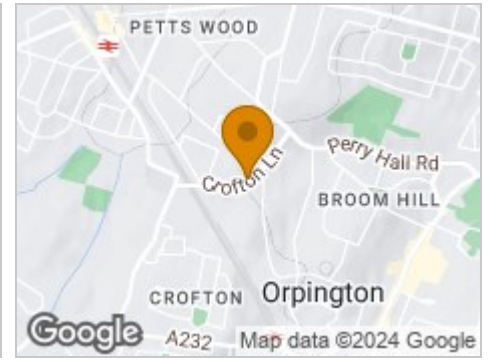 PETTS WOOD
Crofton Ln
Perry Hall Rd
BROOM HILL
CROFTON
Orpington
Google
A232
Map data ©2024 Google